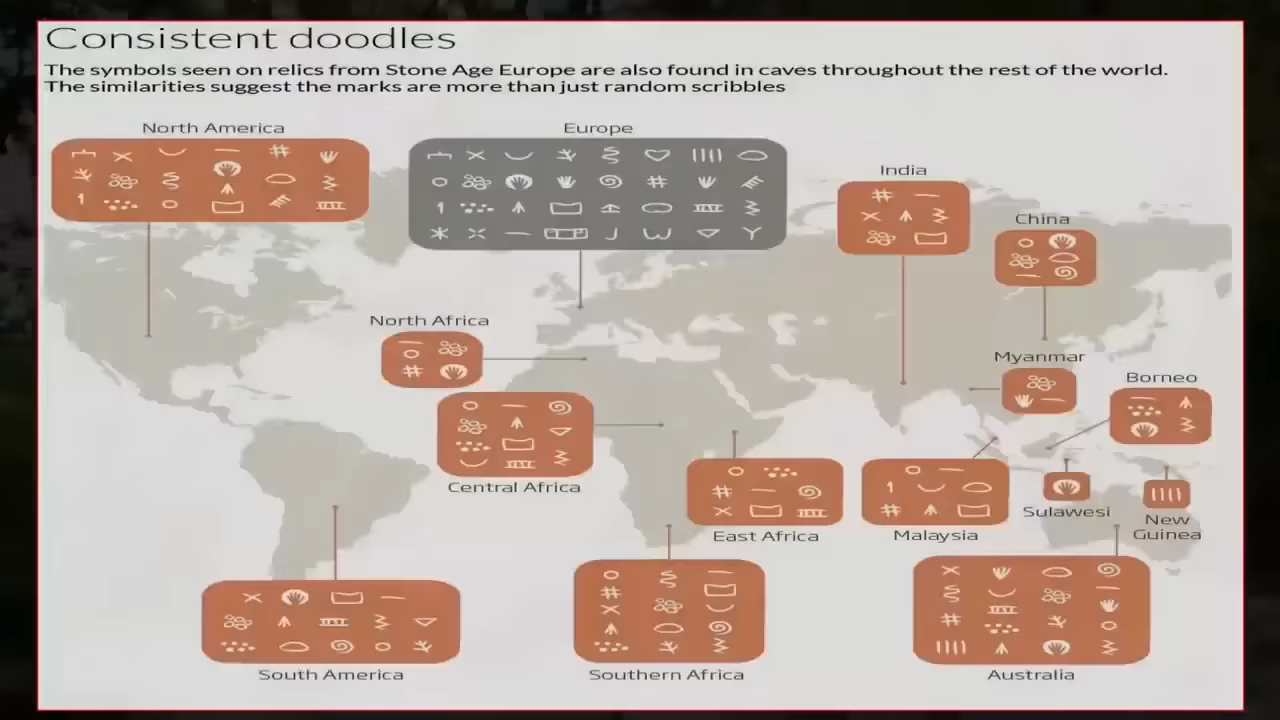 Consistent doodles
The symbols seen on relics from Stone Age Europe are also found in caves throughout the rest of the world.
The similarities suggest the marks are more than just random scribbles
North America
Europe
India
China
North Africa
Myanmar
Borneo
Central Africa
Sulawesi
New
Guinea
East Africa
Malaysia
South America
Southern Africa
Australia